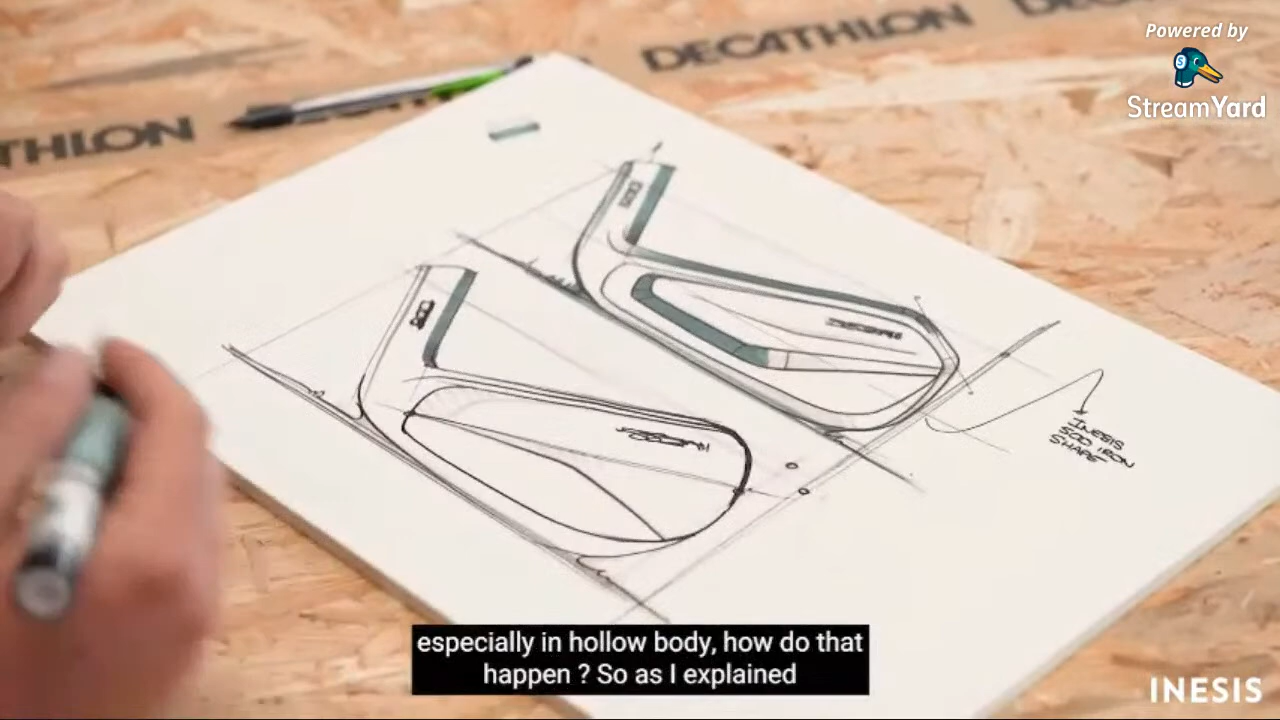 Powered by
StreamYard
DECATHLON
THLON
INESIS
500 IRON
SHAPE
especially in hollow body, how do that
happen ? So as I explained
INESIS